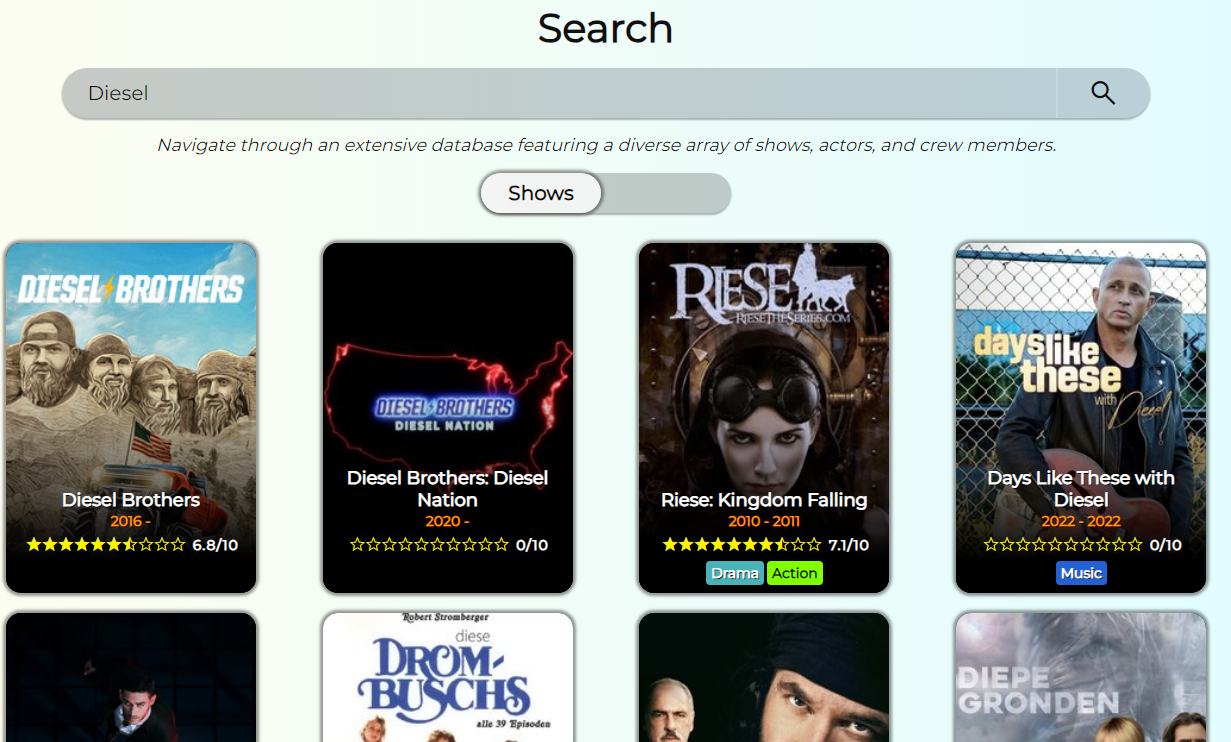 Search
Diesel
Navigate through an extensive database featuring a diverse array of shows, actors, and crew members.
Shows
DIESEL BROTHERS
Diesel Brothers
2016 -
6.8/10
DIESEL BROTHERS
DIESEL NATION
Diesel Brothers: Diesel
Nation
2020 -
0/10
RIESE
RIESETHESERIES.COM
Riese: Kingdom Falling
2010 - 2011
7.1/10
Drama Action
days like
these
with Diesel
Days Like These with
Diesel
2022 - 2022
0/10
Music
Robert Stromberger
diese
DROM-
BUSCHS
alle 39 Episoden
DIEPE
GRONDEN